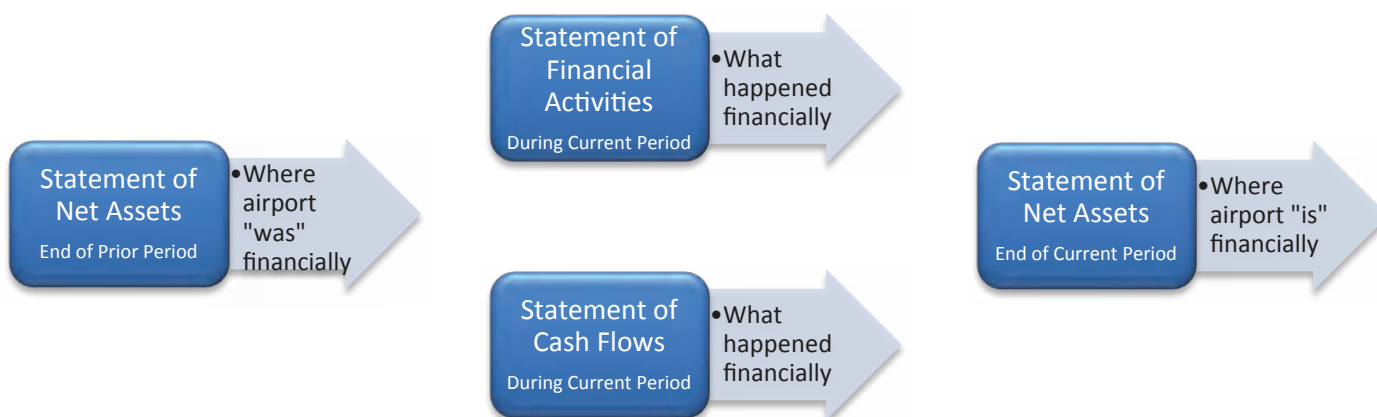 Statement of
Net Assets
End of Prior Period
•Where
airport
"was"
financially
Statement of
Financial
Activities
During Current Period
•What
happened
financially
Statement of
Cash Flows
During Current Period
•What
happened
financially
Statement of
Net Assets
End of Current Period
•Where
airport "is"
financially